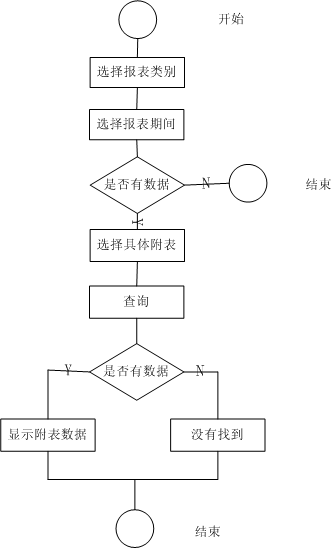 开始
选择报表类别
选择报表期间
是否有数据
N
结束
Y
选择具体附表
查询
是否有数据
Y
N
显示附表数据
没有找到
结束